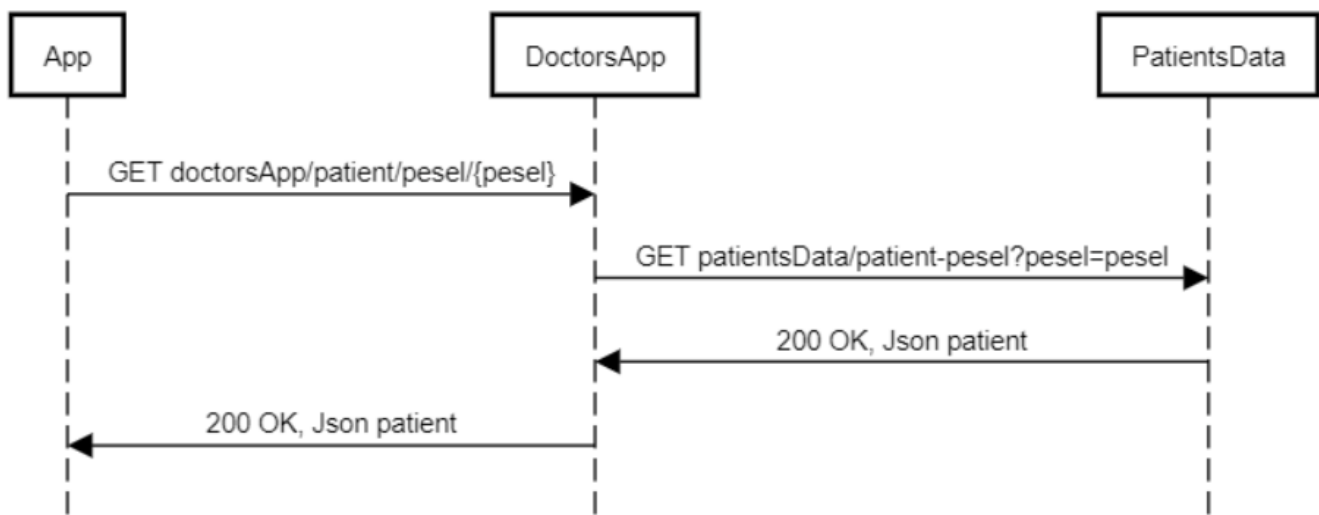 App
DoctorsApp
PatientsData
GET doctorsApp/patient/pesel/{pesel}
GET patientsData/patient-pesel?pesel=pesel
200 OK, Json patient
200 OK, Json patient